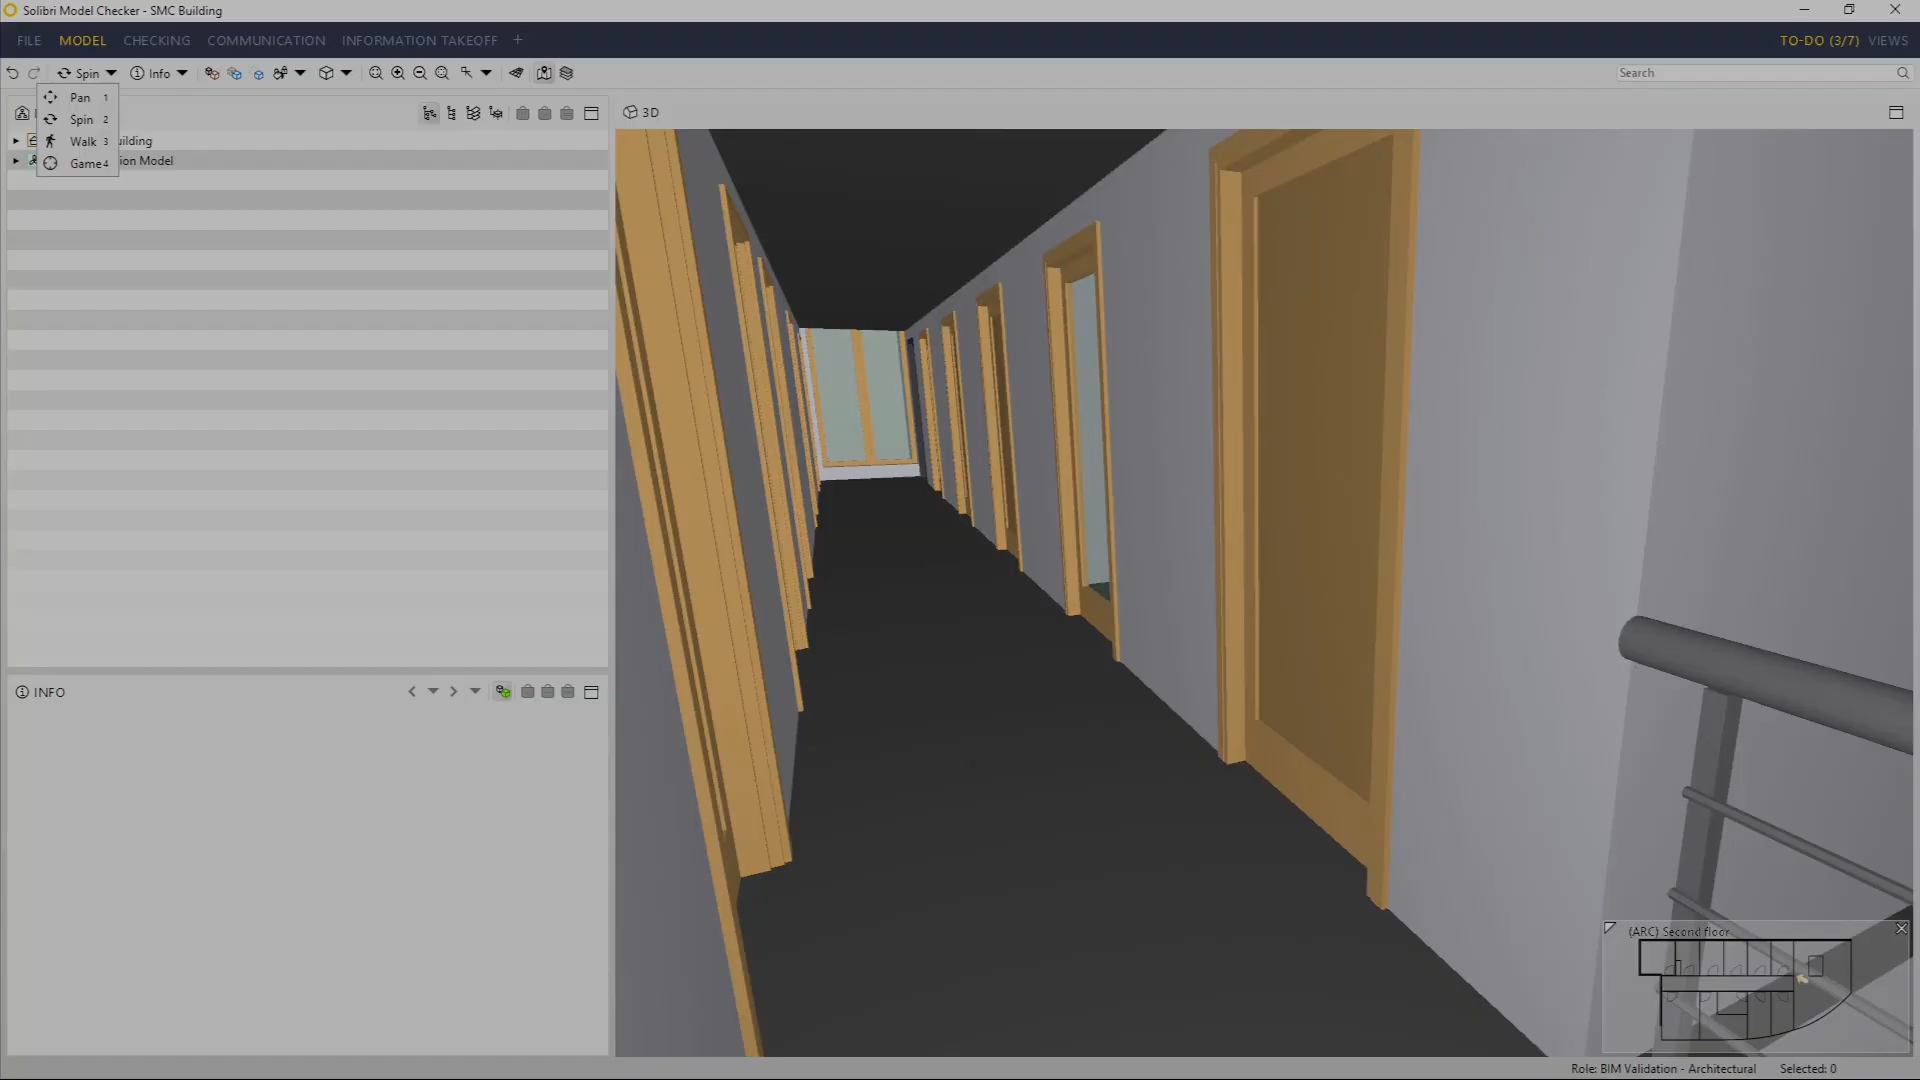 Solibri Model Checker - SMC Building
FILE MODEL CHECKING COMMUNICATION INFORMATION TAKEOFF + TO-DO (3/7) VIEWS
Spin Info Search
Pan 1
Spin 2
Walk 3
Game 4
uilding
ion Model
3D
INFO
(ARC) Second floor
Role: BIM Validation - Architectural Selected: 0